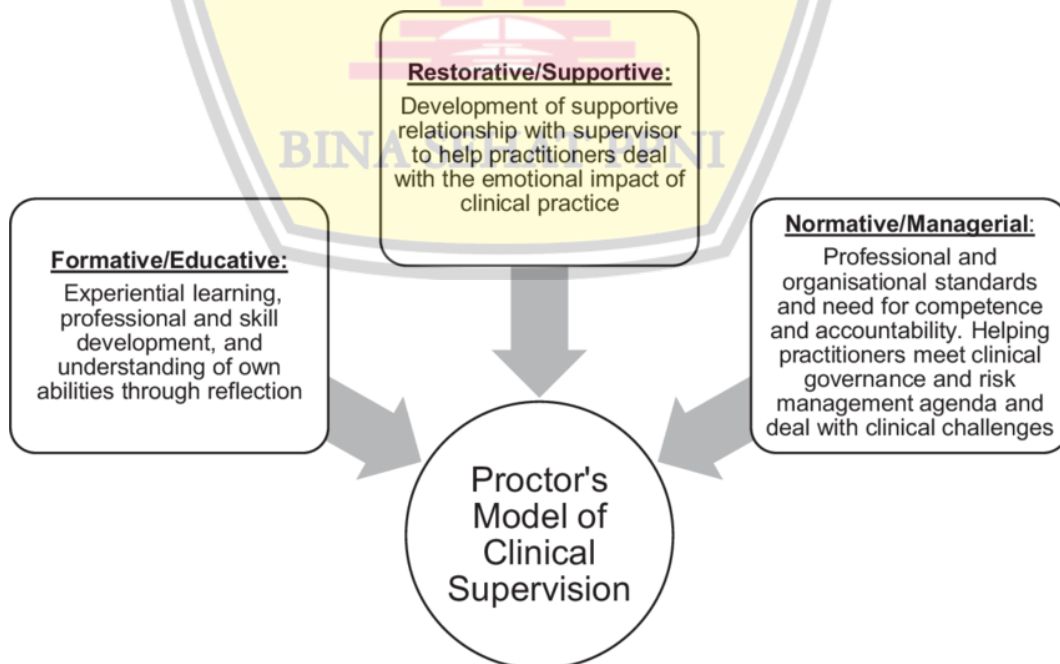 Restorative/Supportive:
Development of supportive
relationship with supervisor
to help practitioners deal
with the emotional impact of
clinical practice
BINA SEHAT PPNI
Formative/Educative:
Experiential learning,
professional and skill
development, and
understanding of own
abilities through reflection
Normative/Managerial:
Professional and
organisational standards
and need for competence
and accountability. Helping
practitioners meet clinical
governance and risk
management agenda and
deal with clinical challenges
Proctor's
Model of
Clinical
Supervision